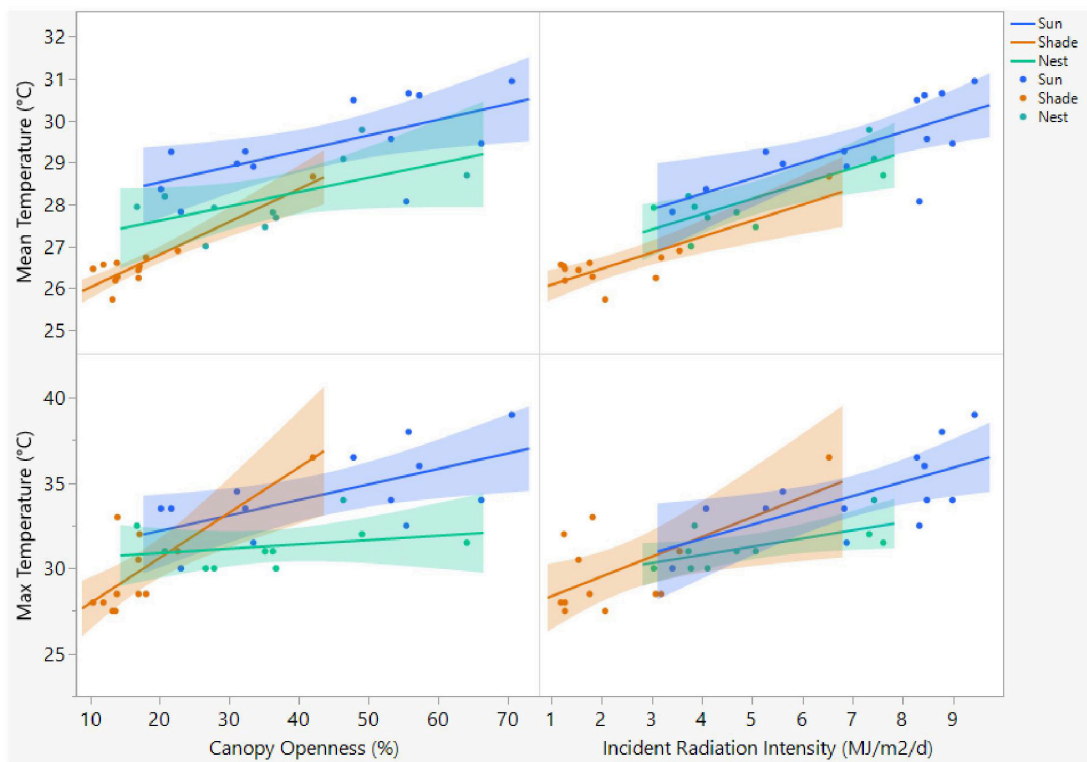 Sun
Shade
Nest
Sun
Shade
Nest
Mean Temperature (°C)
32
31
30
29
28
27
26
25
Max Temperature (°C)
40
35
30
25
10 20 30 40 50 60 70
1 2 3 4 5 6 7 8 9
Canopy Openness (%)
Incident Radiation Intensity (MJ/m2/d)